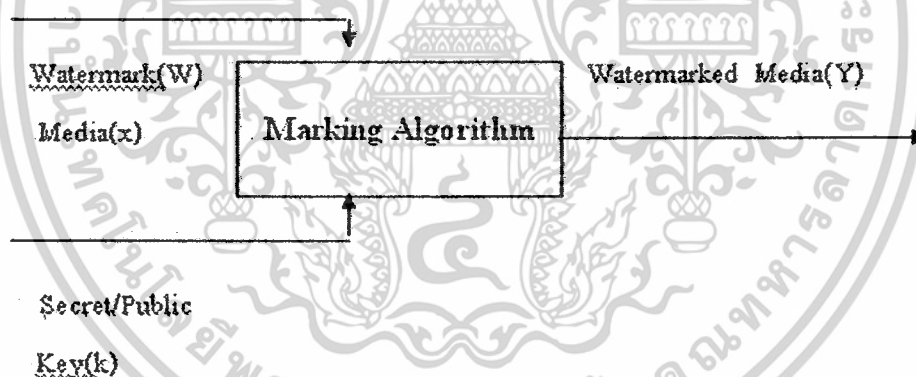 Watermark(W)
Media(x)
Marking Algorithm
Watermarked Media(Y)
Secret/Public
Key(k)